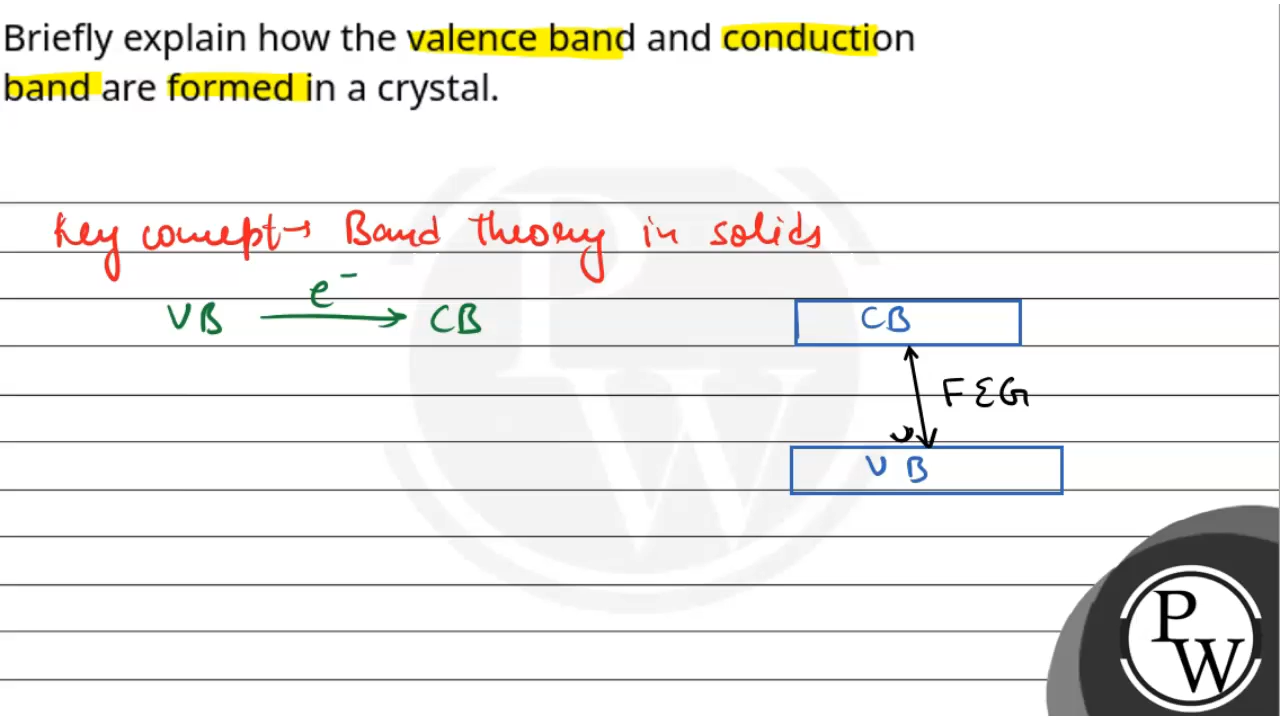 Briefly explain how the valence band and conduction
band are formed in a crystal.
Key concept→ Band Theory in solids
VB e⁻→ CB
CB
FEG
VB
PW
PW